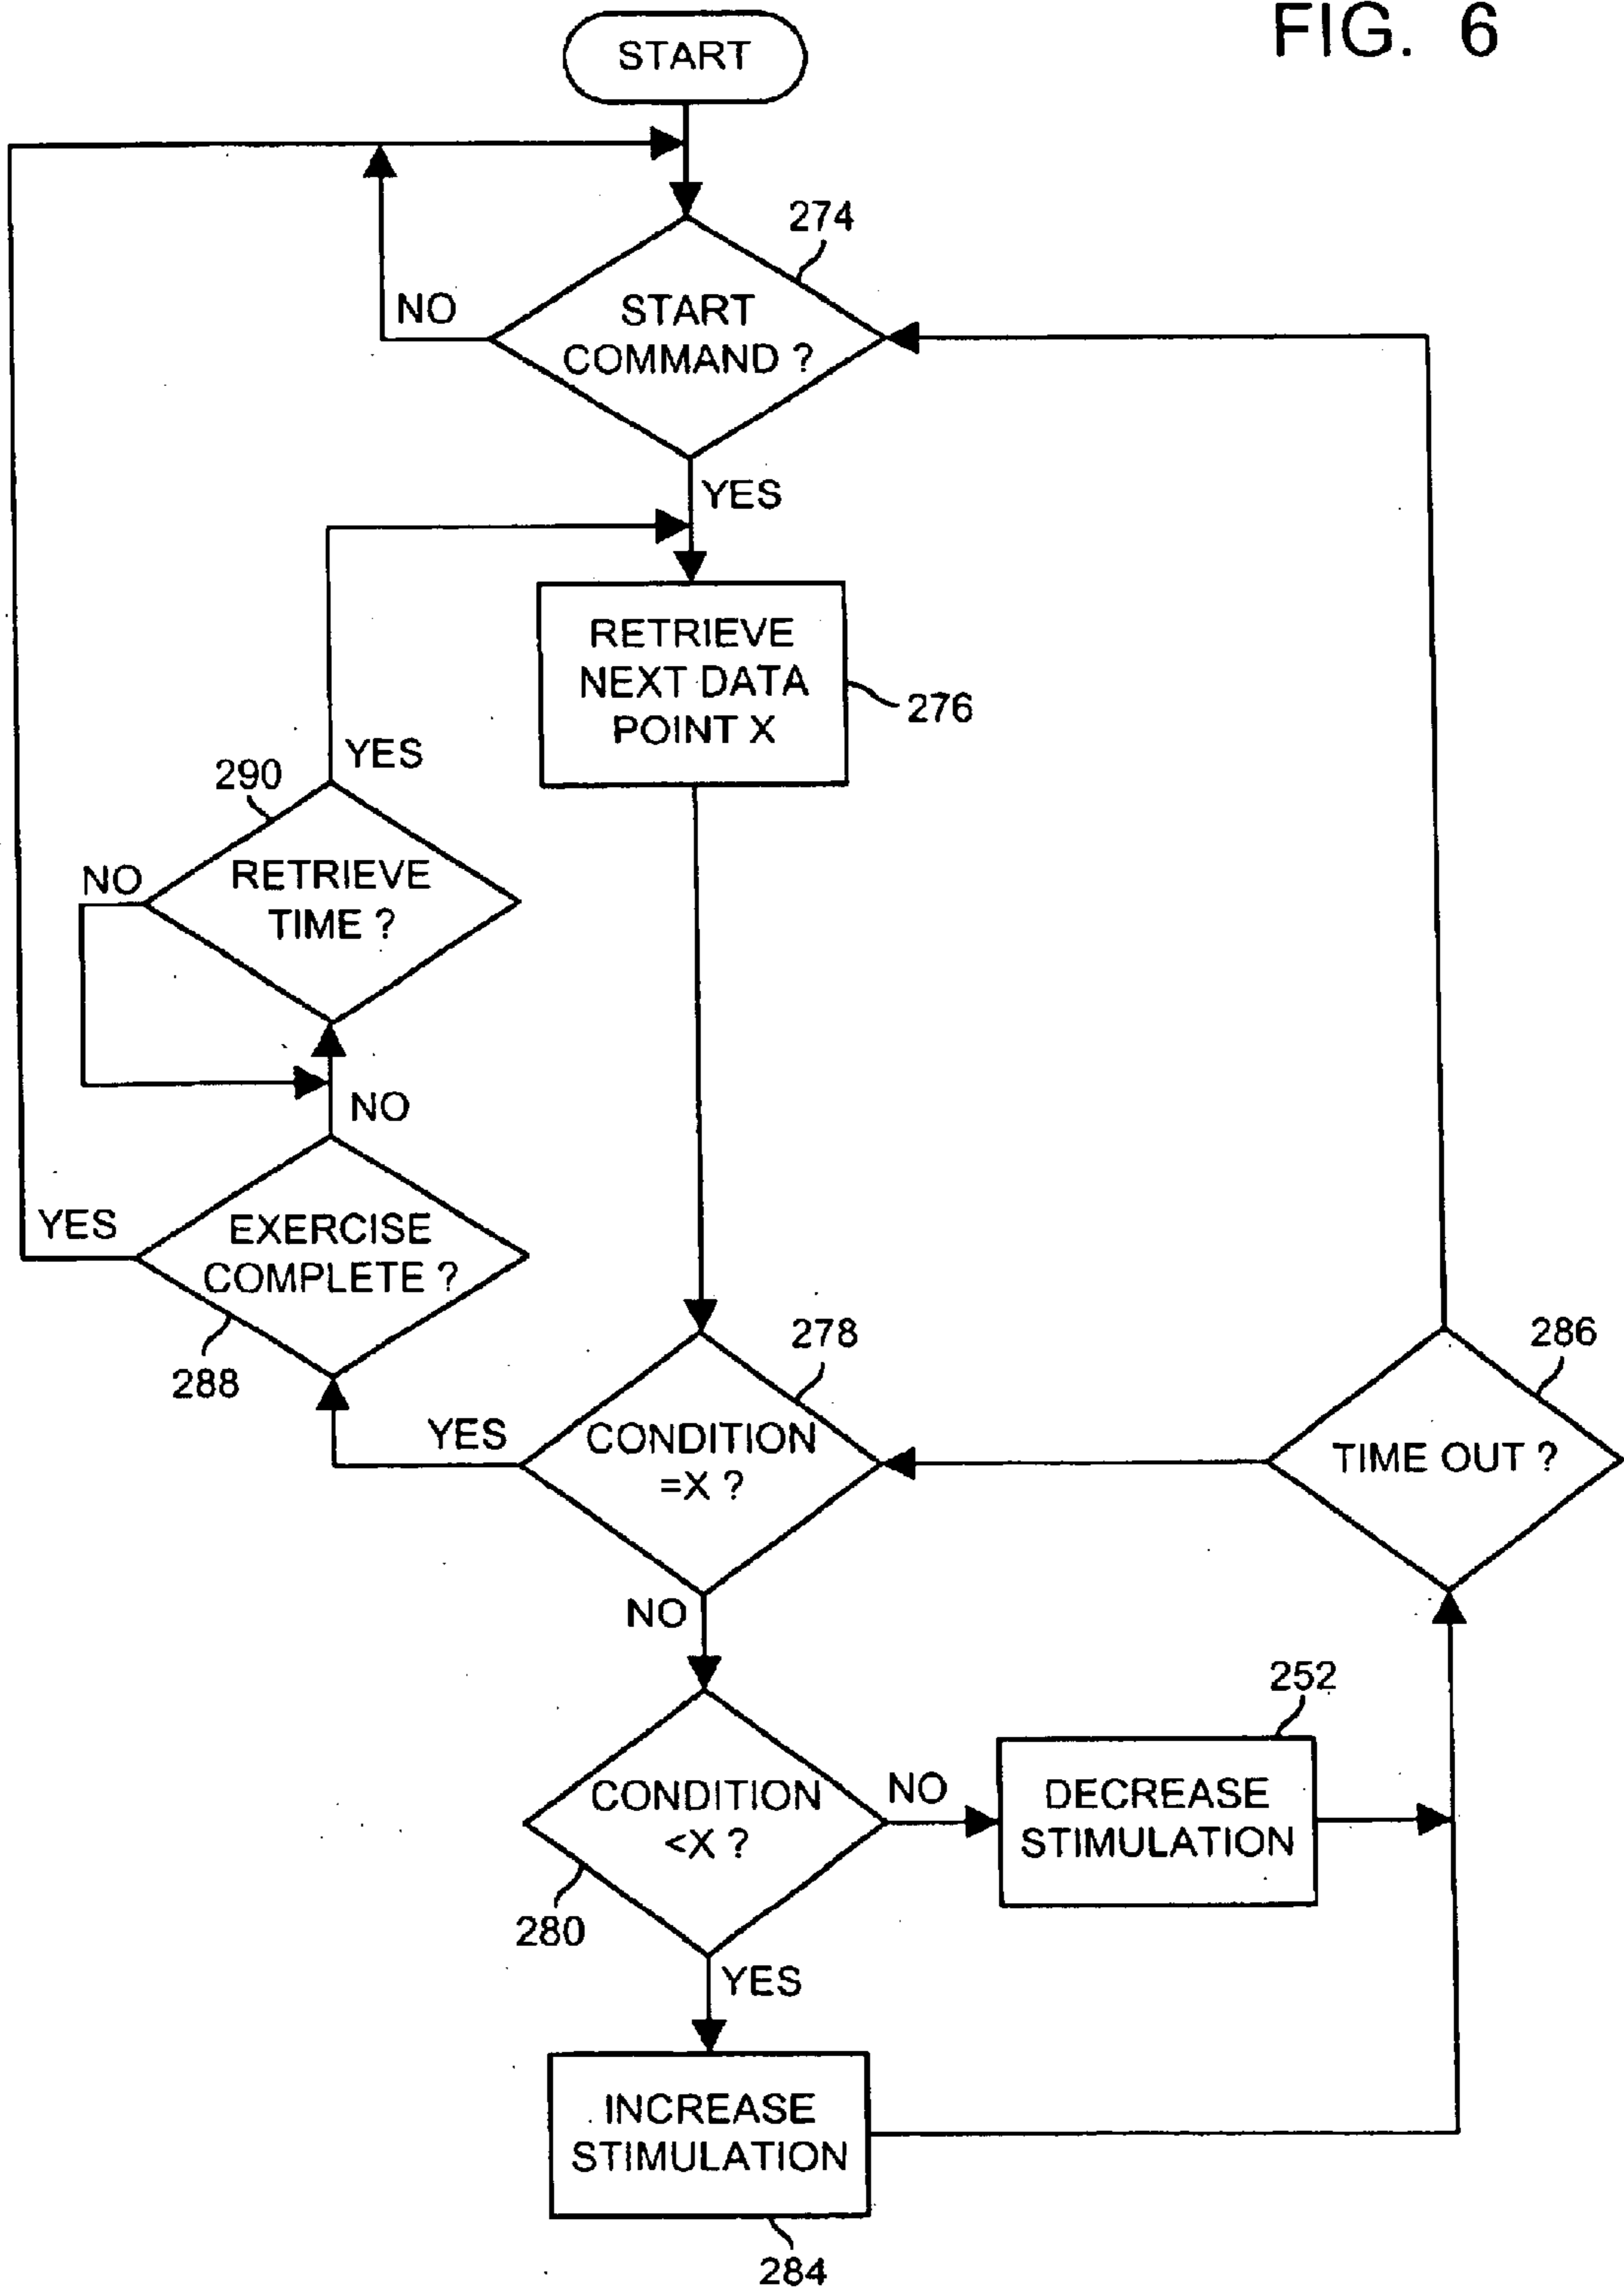 FIG. 6
START
274
NO
START
COMMAND ?
YES
RETRIEVE
NEXT DATA
POINT X
276
YES
290
NO
RETRIEVE
TIME ?
NO
YES
EXERCISE
COMPLETE ?
288
278
286
YES
CONDITION
=X ?
TIME OUT ?
NO
252
CONDITION
<X ?
NO
DECREASE
STIMULATION
280
YES
INCREASE
STIMULATION
284